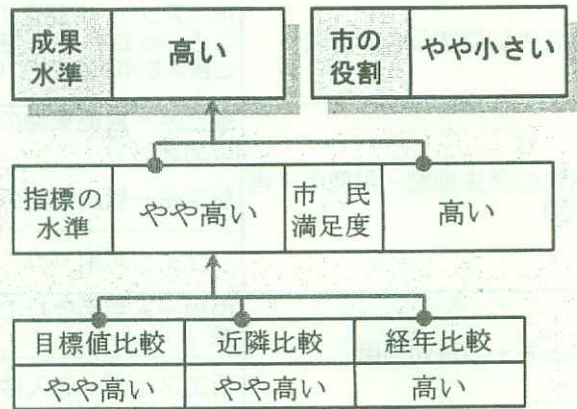 成果水準 高い 市の役割 やや小さい
指標の水準 やや高い 市民満足度 高い
目標値比較 近隣比較 経年比較
やや高い やや高い 高い